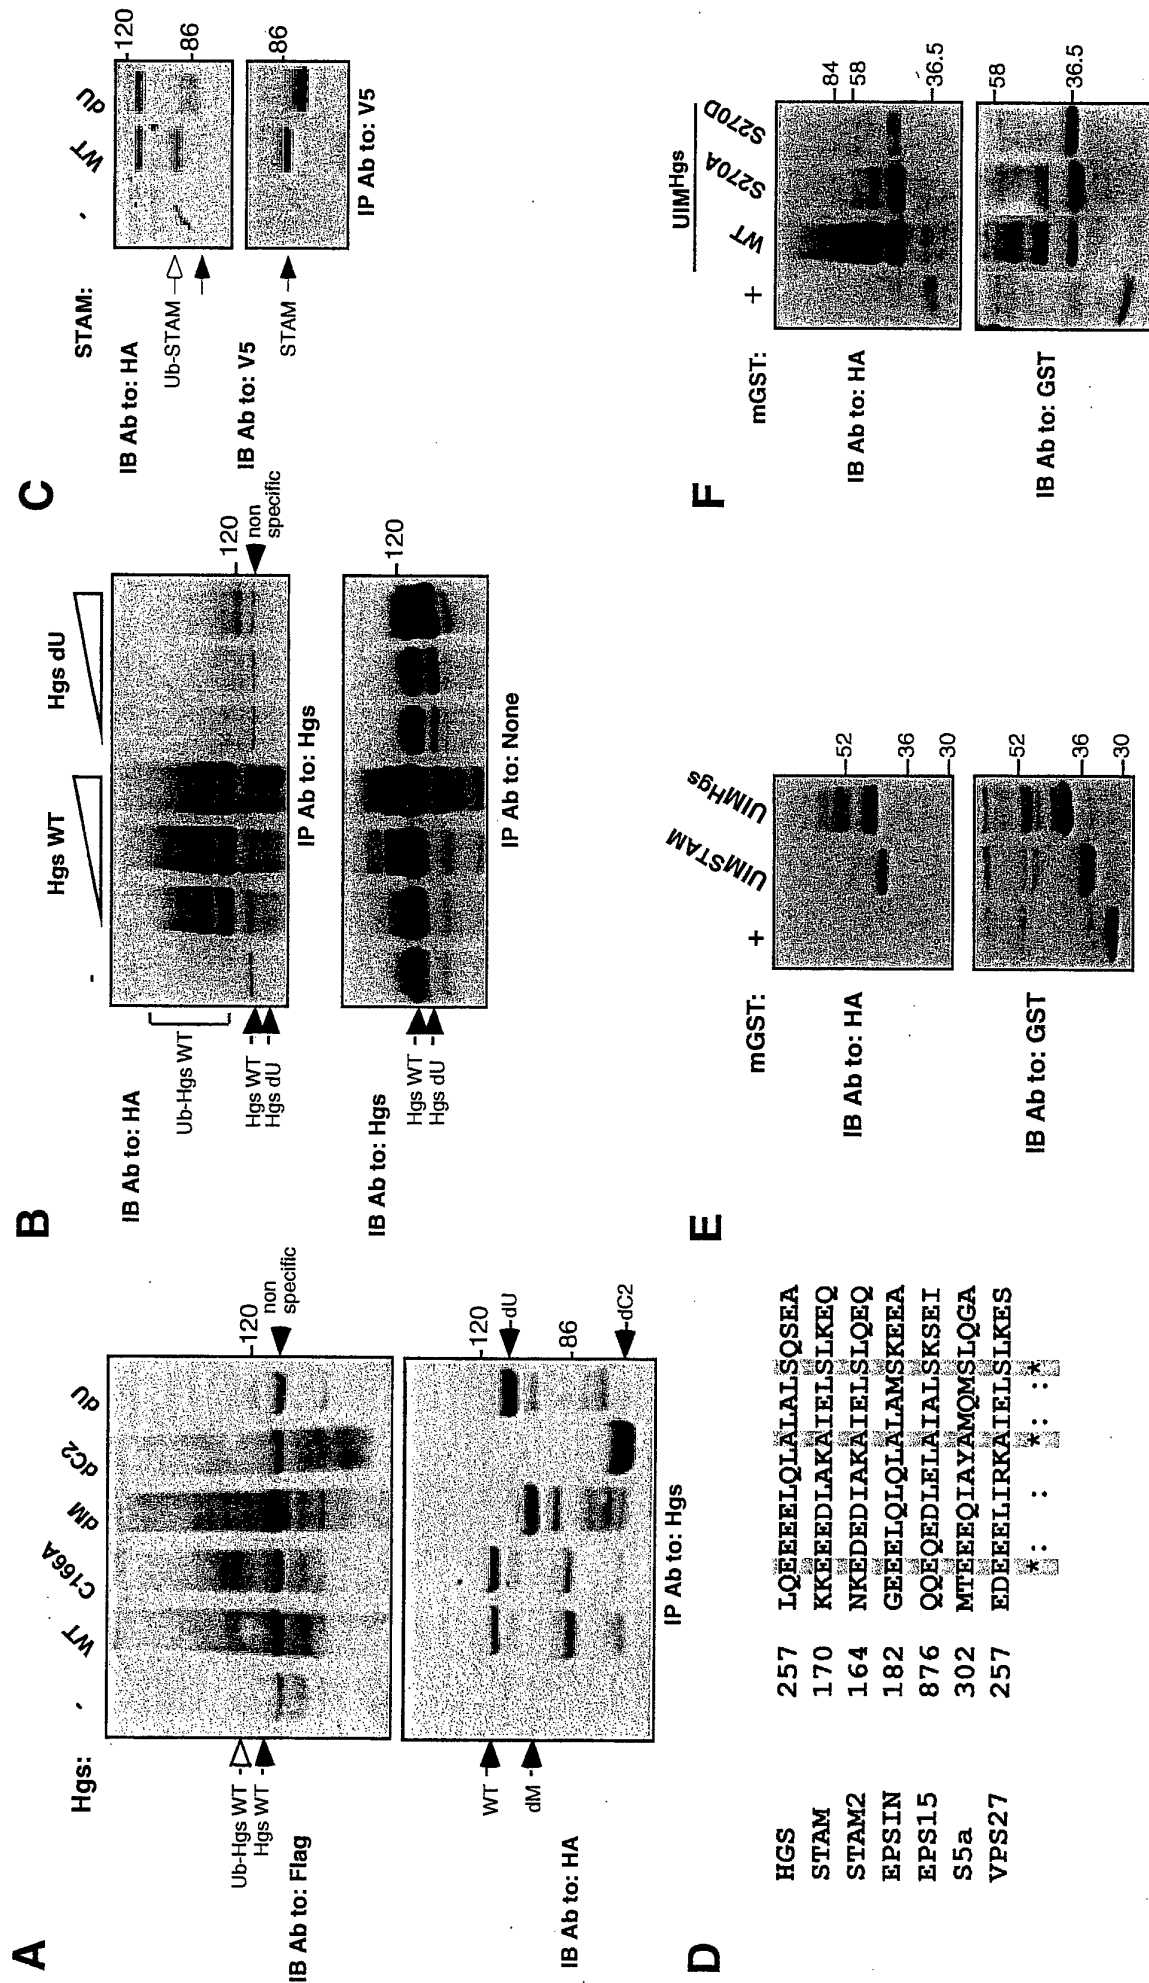 A
Hgs:
- WT C166A dM dC2 dU
Ub-Hgs WT
Hgs WT
IB Ab to: Flag
-120
non
specific
WT
dM
IB Ab to: HA
-120
dU
-86
dC2
IP Ab to: Hgs
B
- Hgs WT Hgs dU
IB Ab to: HA
Ub-Hgs WT
Hgs WT
Hgs dU
-120
non
specific
IP Ab to: Hgs
IB Ab to: Hgs
Hgs WT
Hgs dU
-120
IP Ab to: None
C
STAM:
- WT dU
IB Ab to: HA
Ub-STAM
-120
-86
IB Ab to: V5
STAM
-86
IP Ab to: V5
D
HGS 257 LQEEEELQLALALSQSEA
STAM 170 KKEEEDLAKAIELSLKEQ
STAM2 164 NKEDEDIAKAIELSLQEQ
EPSIN 182 GEEELQLQLALAMSKEEA
EPS15 876 QQEQEDLELAIALSKSEI
S5a 302 MTEEEQIAYAMQMSLQGA
VPS27 257 EDEEELIRKAIELSLKES
*: : *: :*
E
mGST:
+ UIMSTAM UIMHgs
IB Ab to: HA
-52
-36
-30
IB Ab to: GST
-52
-36
-30
F
UIMHgs
mGST:
+ WT S270A S270D
IB Ab to: HA
-84
-58
-36.5
IB Ab to: GST
-58
-36.5